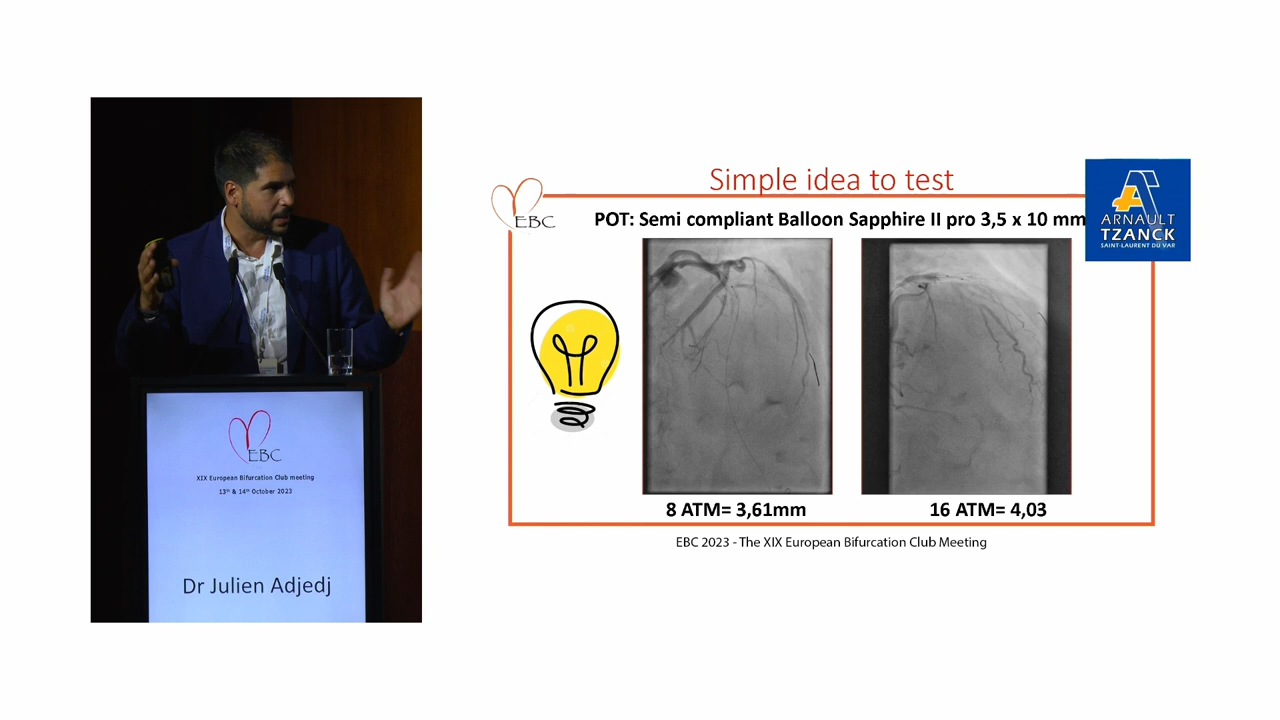 EBC
XIX European Bifurcation Club meeting
13th & 14th October 2023
Dr Julien Adjedj
Simple idea to test
EBC
POT: Semi compliant Balloon Sapphire II pro 3,5 x 10 mm
ARNAULT
TZANCK
SAINT-LAURENT DU VAR
8 ATM= 3,61mm
16 ATM= 4,03
EBC 2023 - The XIX European Bifurcation Club Meeting